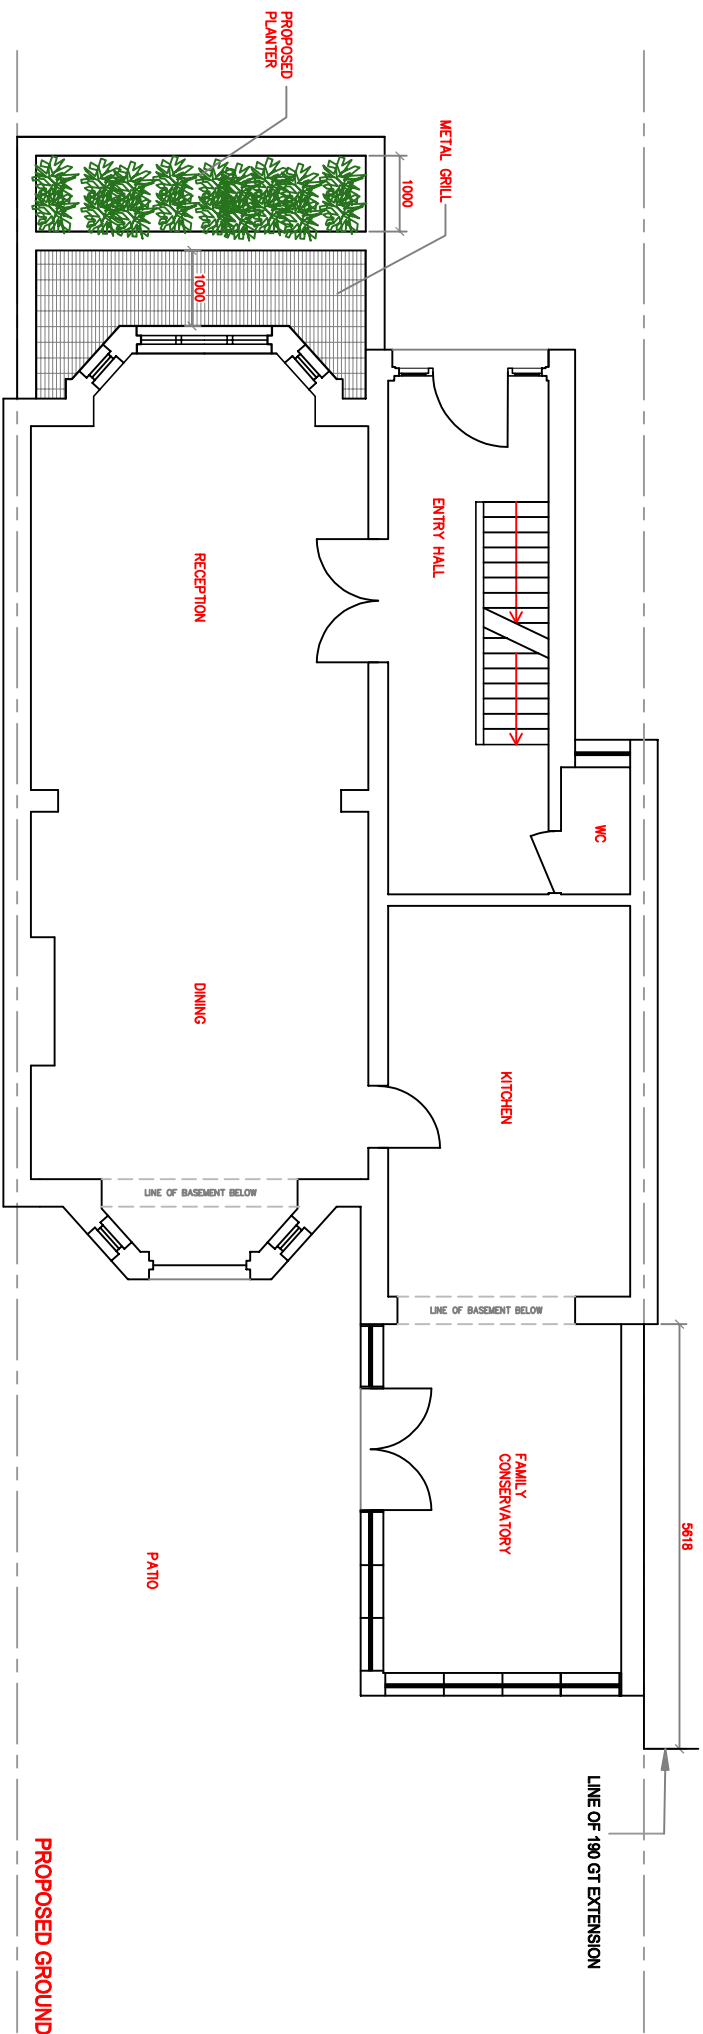 PROPOSED
PLANTER
METAL GRILL
1000
1000
ENTRY HALL
RECEPTION
WC
DINING
KITCHEN
LINE OF BASEMENT BELOW
LINE OF BASEMENT BELOW
FAMILY
CONSERVATORY
5618
PATIO
LINE OF 190 GT EXTENSION
PROPOSED GROUND